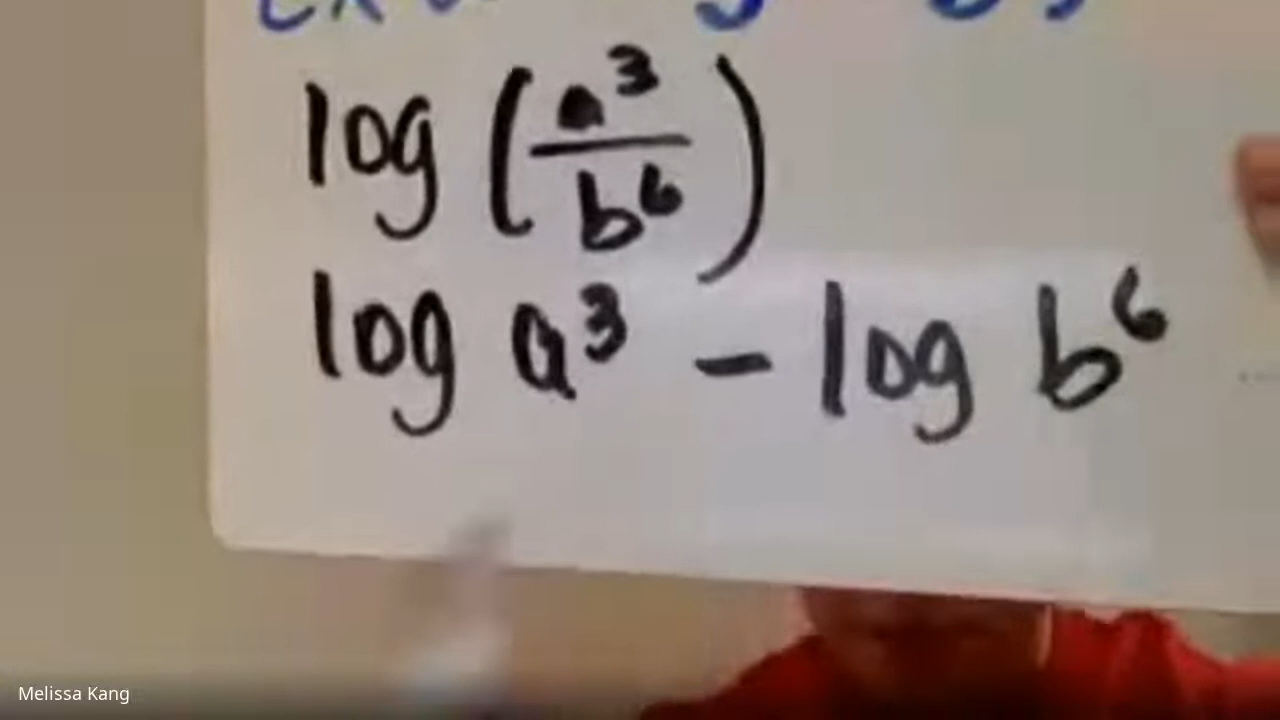 log (a³/b⁶)
log a³ - log b⁶
Melissa Kang